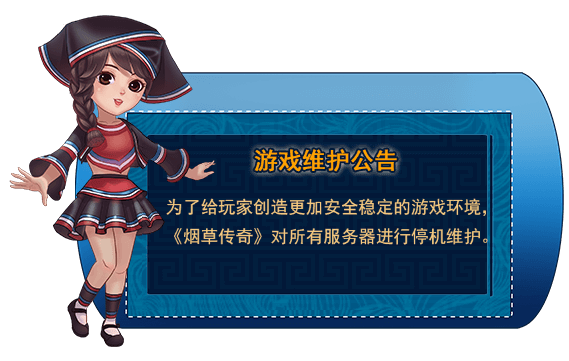 游戏维护公告
为了给玩家创造更加安全稳定的游戏环境，
《烟草传奇》对所有服务器进行停机维护。